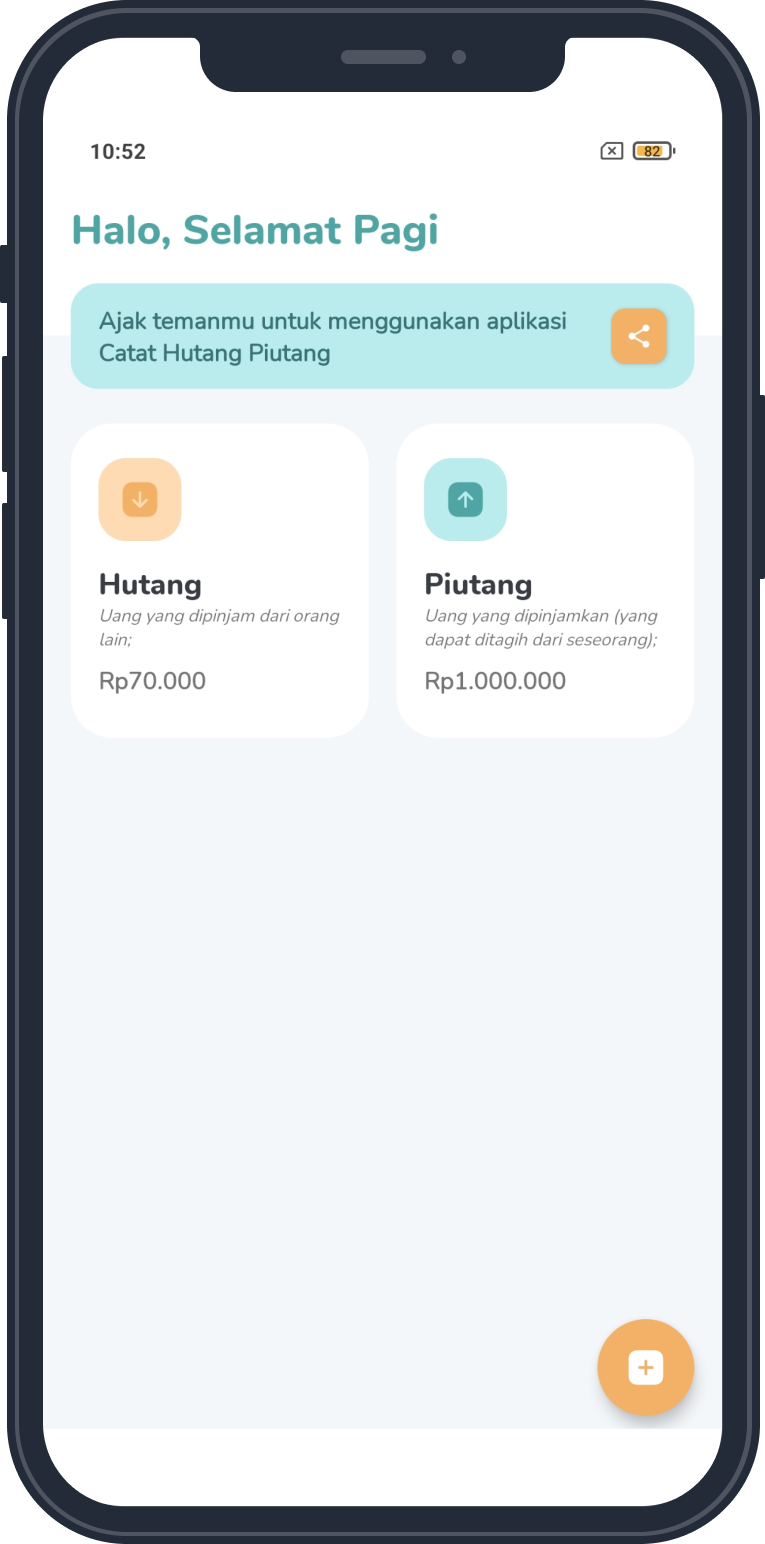 10:52
82
Halo, Selamat Pagi
Ajak temanmu untuk menggunakan aplikasi
Catat Hutang Piutang
Hutang
Uang yang dipinjam dari orang
lain;
Rp70.000
Piutang
Uang yang dipinjamkan (yang
dapat ditagih dari seseorang);
Rp1.000.000